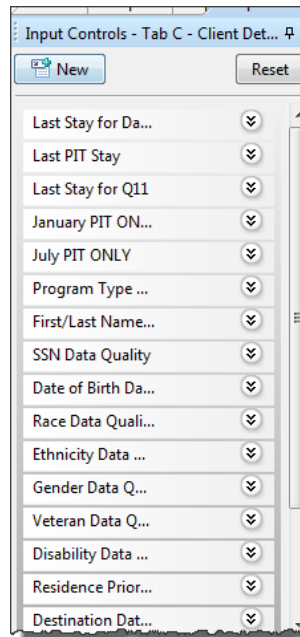 Input Controls - Tab C - Client Det...
New
Reset
Last Stay for Da...
Last PIT Stay
Last Stay for Q11
January PIT ON...
July PIT ONLY
Program Type ...
First/Last Name...
SSN Data Quality
Date of Birth Da...
Race Data Quali...
Ethnicity Data ...
Gender Data Q...
Veteran Data Q...
Disability Data ...
Residence Prior...
Destination Dat...